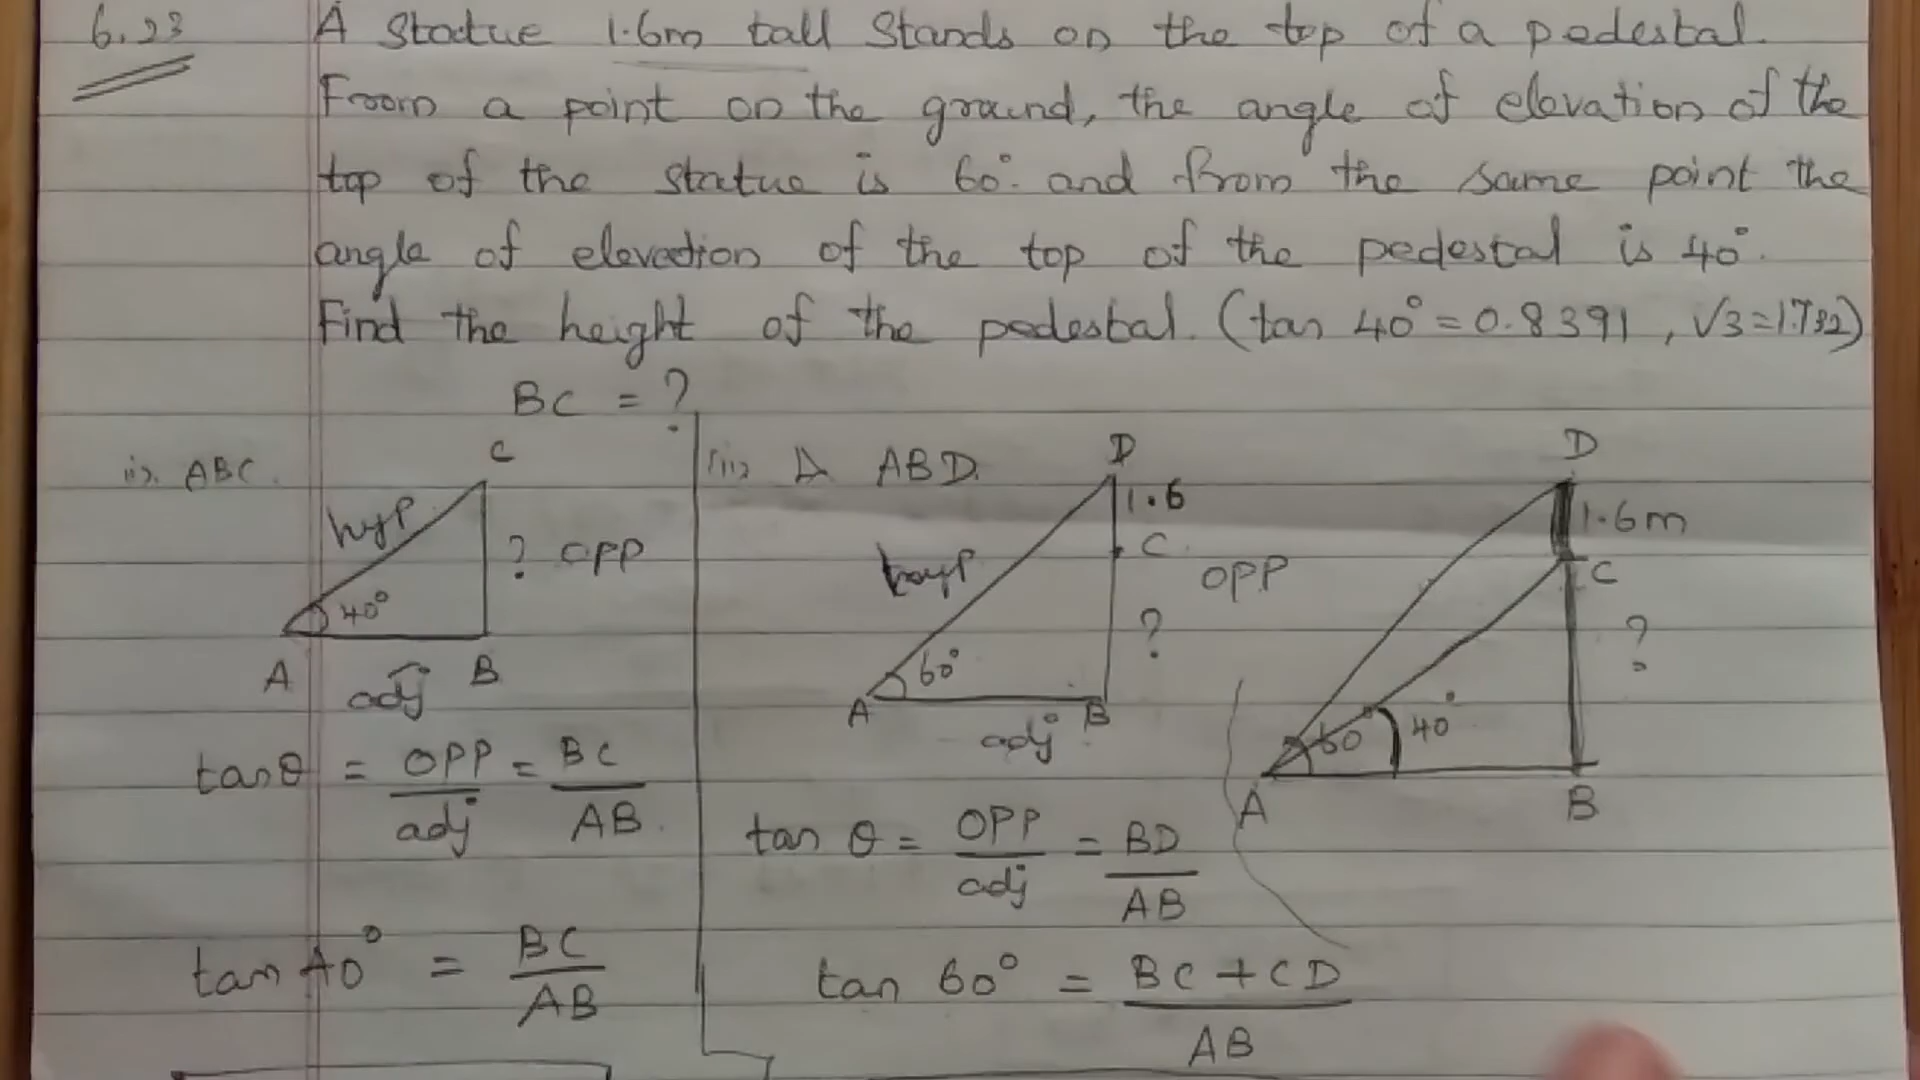 6.23
A Statue 1.6m tall Stands on the top of a pedestal.
From a point on the ground, the angle of elevation of the
top of the Statue is 60° and from the same point the
angle of elevation of the top of the pedestal is 40°.
Find the height of the pedestal. (tan 40° = 0.8391, √3=1.732)
BC = ?
ii). ABC.
C
hyp
? OPP
40°
A adj B
tanθ = OPP/adj = BC/AB
tan 40° = BC/AB
iii) Δ ABD.
D
1.6
C
hyp
OPP
?
60°
A adj B
tan θ = OPP/adj = BD/AB
tan 60° = BC + CD/AB
D
1.6m
C
?
60° 40°
A B